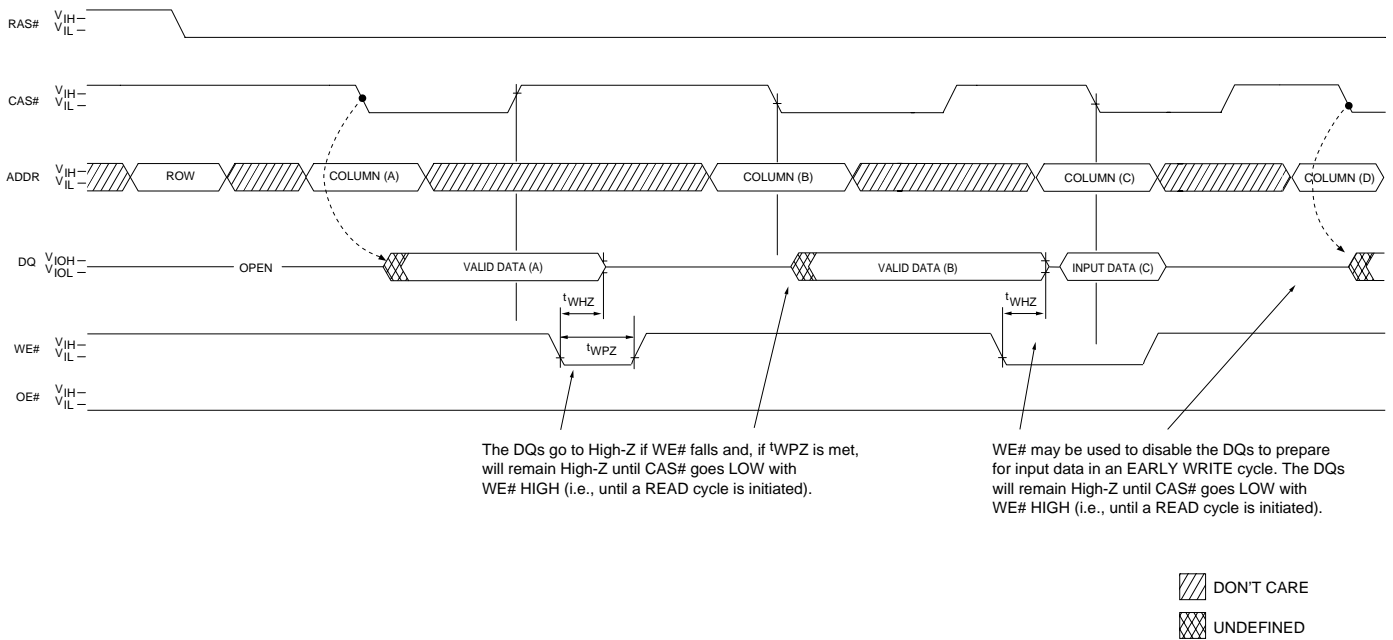 RAS# VIH VIL
CAS# VIH VIL
ADDR VIH VIL ROW COLUMN (A) COLUMN (B) COLUMN (C) COLUMN (D)
DQ VIOH VIOL OPEN VALID DATA (A) VALID DATA (B) INPUT DATA (C)
tWHZ tWHZ
tWPZ
WE# VIH VIL
OE# VIH VIL
The DQs go to High-Z if WE# falls and, if tWPZ is met,
will remain High-Z until CAS# goes LOW with
WE# HIGH (i.e., until a READ cycle is initiated).
WE# may be used to disable the DQs to prepare
for input data in an EARLY WRITE cycle. The DQs
will remain High-Z until CAS# goes LOW with
WE# HIGH (i.e., until a READ cycle is initiated).
DON'T CARE
UNDEFINED